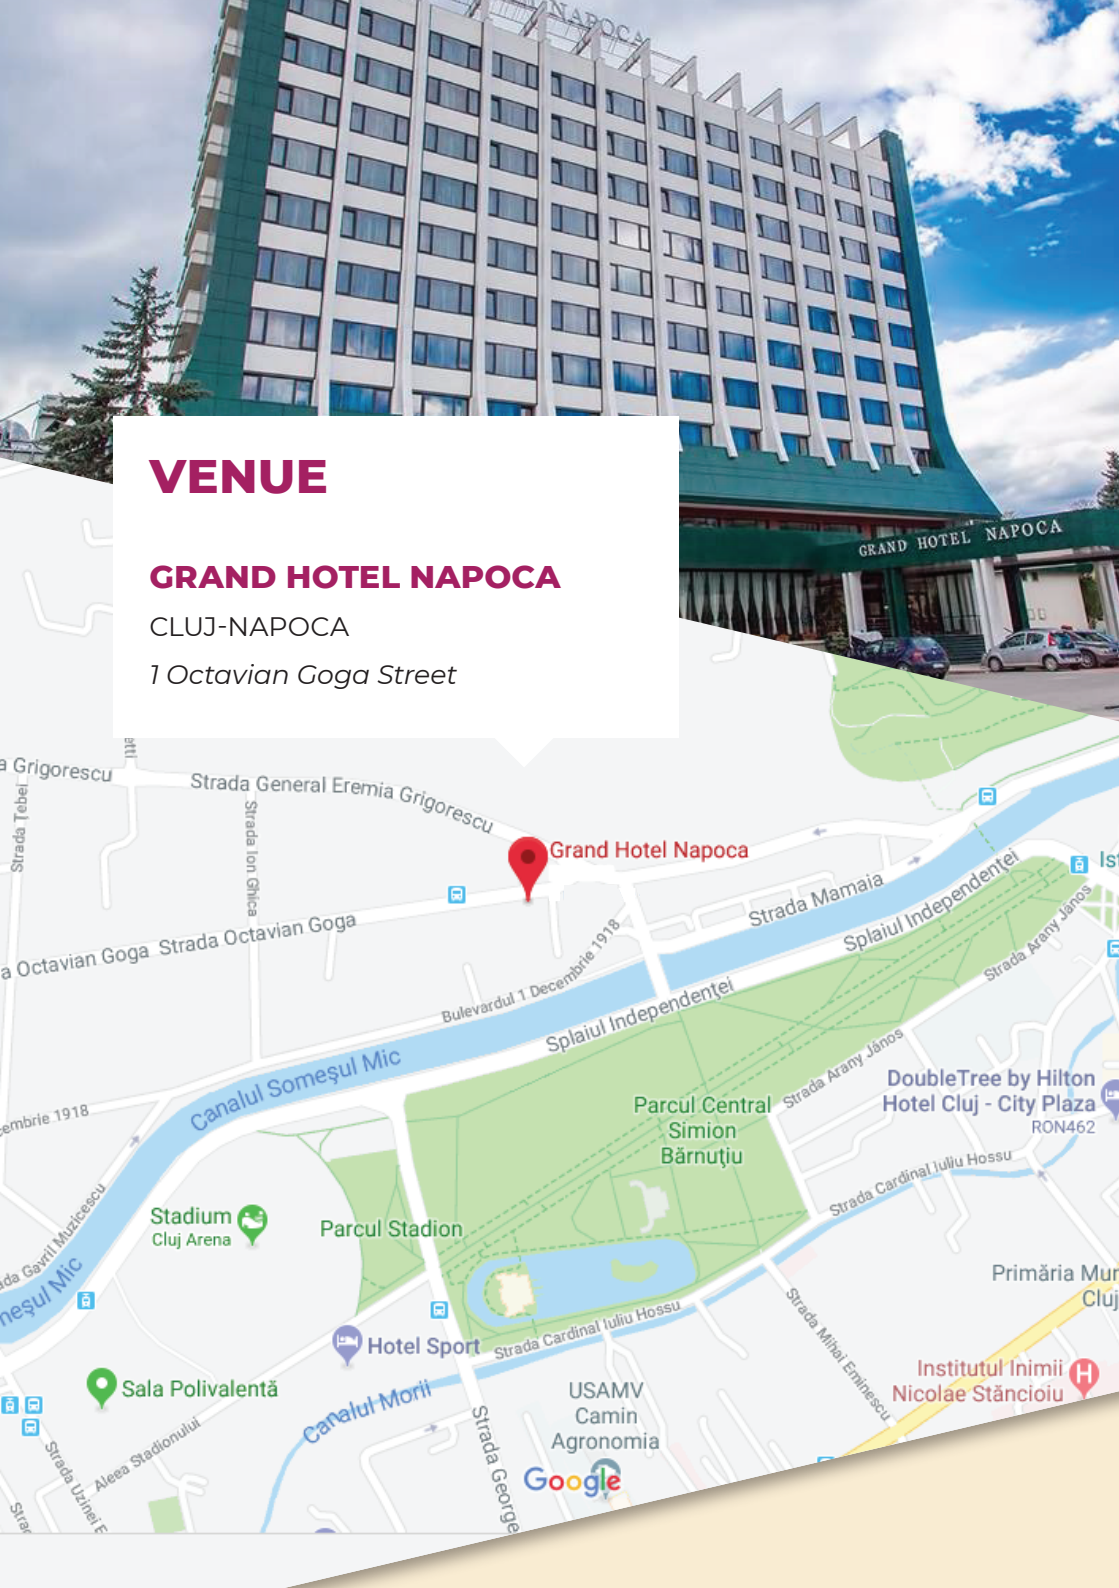 NAPOCA
GRAND HOTEL NAPOCA
VENUE
GRAND HOTEL NAPOCA
CLUJ-NAPOCA
1 Octavian Goga Street
a Grigorescu
Strada General Eremia Grigorescu
Strada Tebei
Strada Ion Ghica
Grand Hotel Napoca
Strada Mamaia
Splaiul Independenței
a Octavian Goga
Strada Octavian Goga
Bulevardul 1 Decembrie 1918
Splaiul Independenței
Strada Arany János
Canalul Someșul Mic
cembrie 1918
Strada Arany János
Parcul Central
Simion
Bărnuțiu
DoubleTree by Hilton
Hotel Cluj - City Plaza
RON462
Strada Cardinal Iuliu Hossu
ada Gavril Muzicescu
Stadium
Cluj Arena
Parcul Stadion
meșul Mic
Primăria Mun
Cluj
Strada Cardinal Iuliu Hossu
Strada Mihai Eminescu
Hotel Sport
Sala Polivalentă
Canalul Morii
Institutul Inimii
Nicolae Stăncioiu
H
USAMV
Camin
Agronomia
Aleea Stadionului
Strada Uzinei E
Strada George
Google